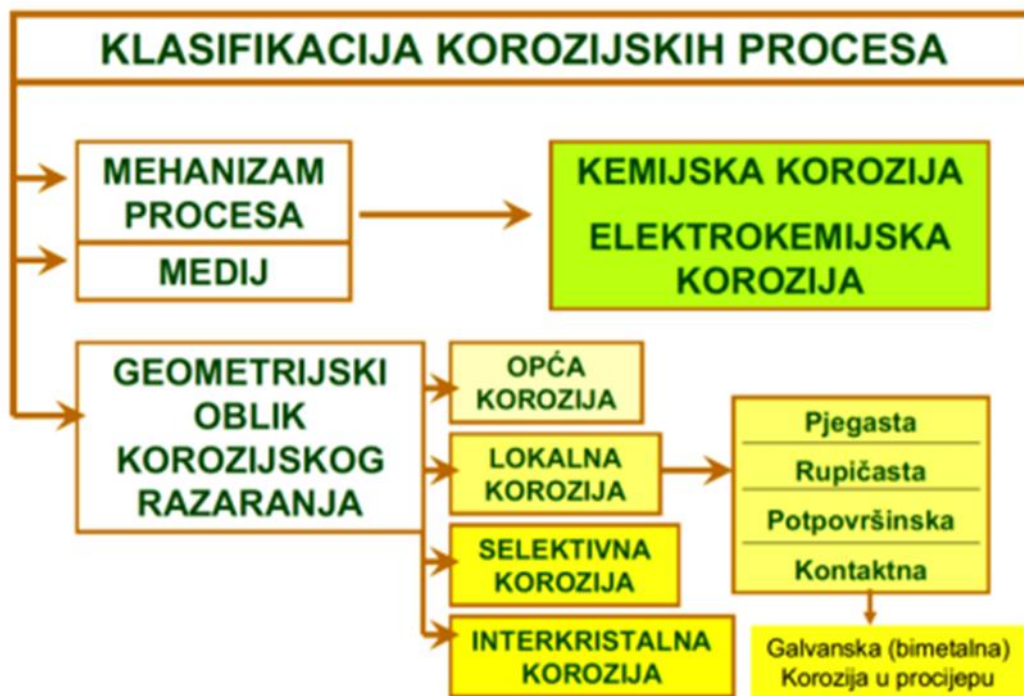 KLASIFIKACIJA KOROZIJSKIH PROCESA
MEHANIZAM
PROCESA
MEDIJ
KEMIJSKA KOROZIJA
ELEKTROKEMIJSKA
KOROZIJA
GEOMETRIJSKI
OBLIK
KOROZIJSKOG
RAZARANJA
OPĆA
KOROZIJA
LOKALNA
KOROZIJA
SELEKTIVNA
KOROZIJA
INTERKRISTALNA
KOROZIJA
Pjegasta
Rupičasta
Potpovršinska
Kontaktna
Galvanska (bimetalna)
Korozija u procijepu